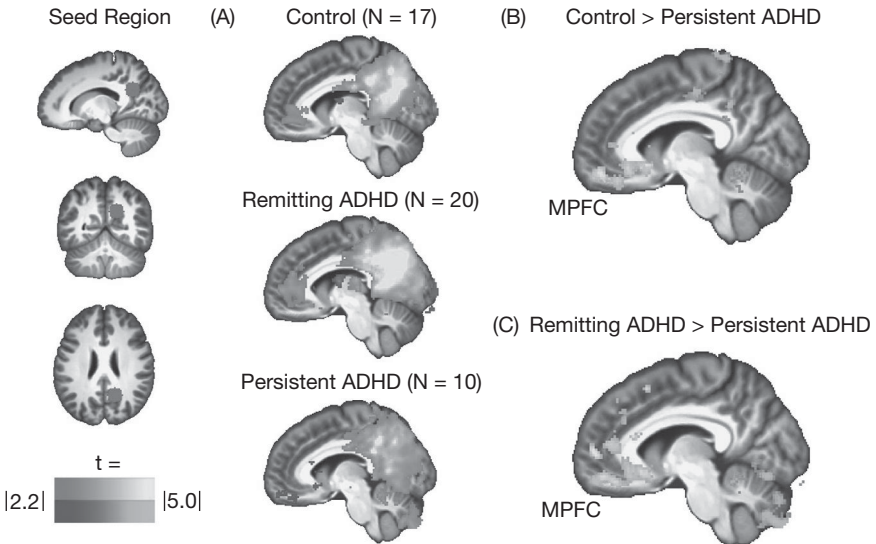 Seed Region
(A) Control (N = 17)
Remitting ADHD (N = 20)
Persistent ADHD (N = 10)
t =
|2.2| |5.0|
(B) Control > Persistent ADHD
MPFC
(C) Remitting ADHD > Persistent ADHD
MPFC